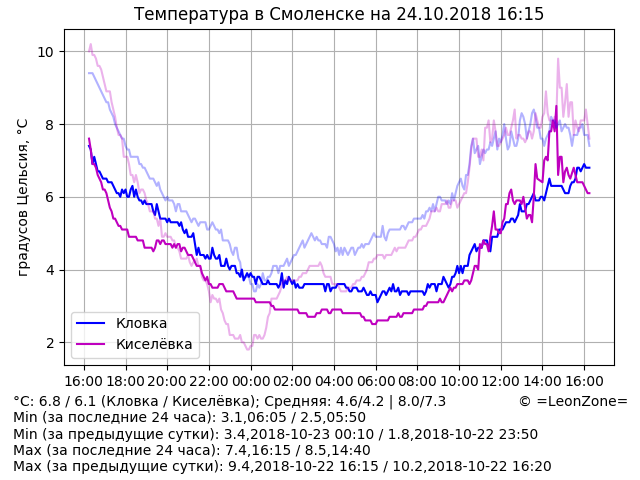 Температура в Смоленске на 24.10.2018 16:15
градусов Цельсия, °C
10
8
6
4
2
Кловка
Киселёвка
16:00 18:00 20:00 22:00 00:00 02:00 04:00 06:00 08:00 10:00 12:00 14:00 16:00
°C: 6.8 / 6.1 (Кловка / Киселёвка); Средняя: 4.6/4.2 | 8.0/7.3 © =LeonZone=
Min (за последние 24 часа): 3.1,06:05 / 2.5,05:50
Min (за предыдущие сутки): 3.4,2018-10-23 00:10 / 1.8,2018-10-22 23:50
Max (за последние 24 часа): 7.4,16:15 / 8.5,14:40
Max (за предыдущие сутки): 9.4,2018-10-22 16:15 / 10.2,2018-10-22 16:20